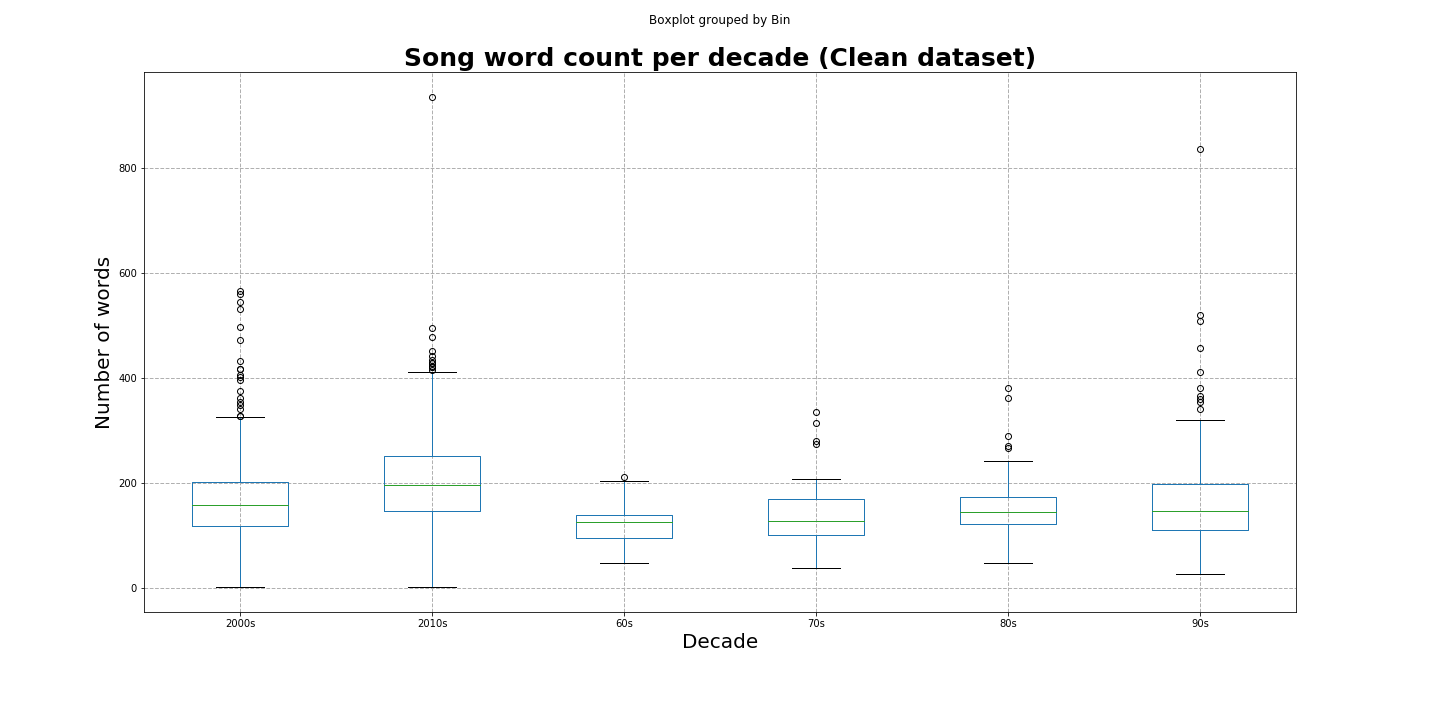 Boxplot grouped by Bin
Song word count per decade (Clean dataset)
Number of words
800
600
400
200
0
2000s 2010s 60s 70s 80s 90s
Decade